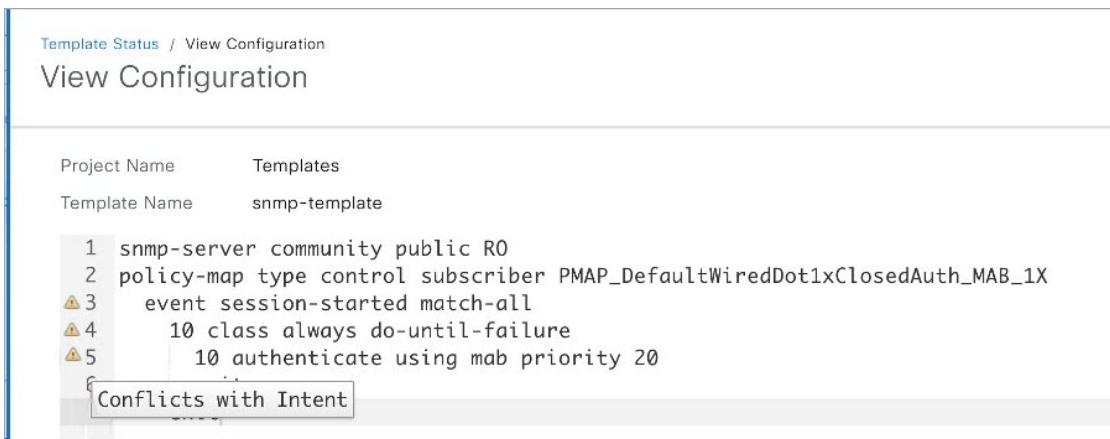 Template Status / View Configuration
View Configuration
Project Name Templates
Template Name snmp-template
1 snmp-server community public RO
2 policy-map type control subscriber PMAP_DefaultWiredDot1xClosedAuth_MAB_1X
3 event session-started match-all
4 10 class always do-until-failure
5 10 authenticate using mab priority 20
Conflicts with Intent